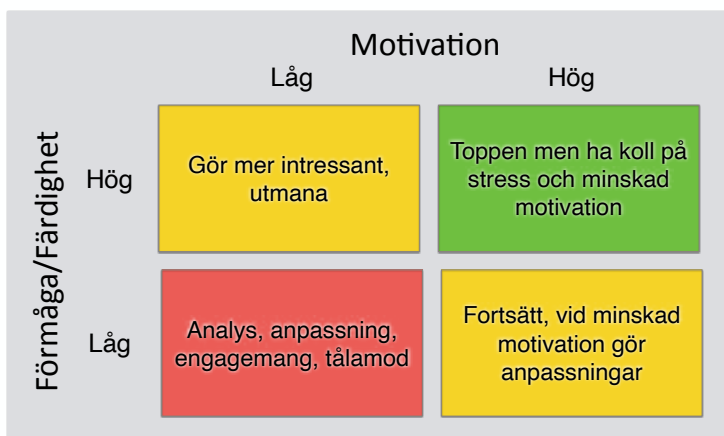 Motivation
Låg
Hög
Förmåga/Färdighet
Hög
Gör mer intressant,
utmana
Toppen men ha koll på
stress och minskad
motivation
Låg
Analys, anpassning,
engagemang, tålamod
Fortsätt, vid minskad
motivation gör
anpassningar